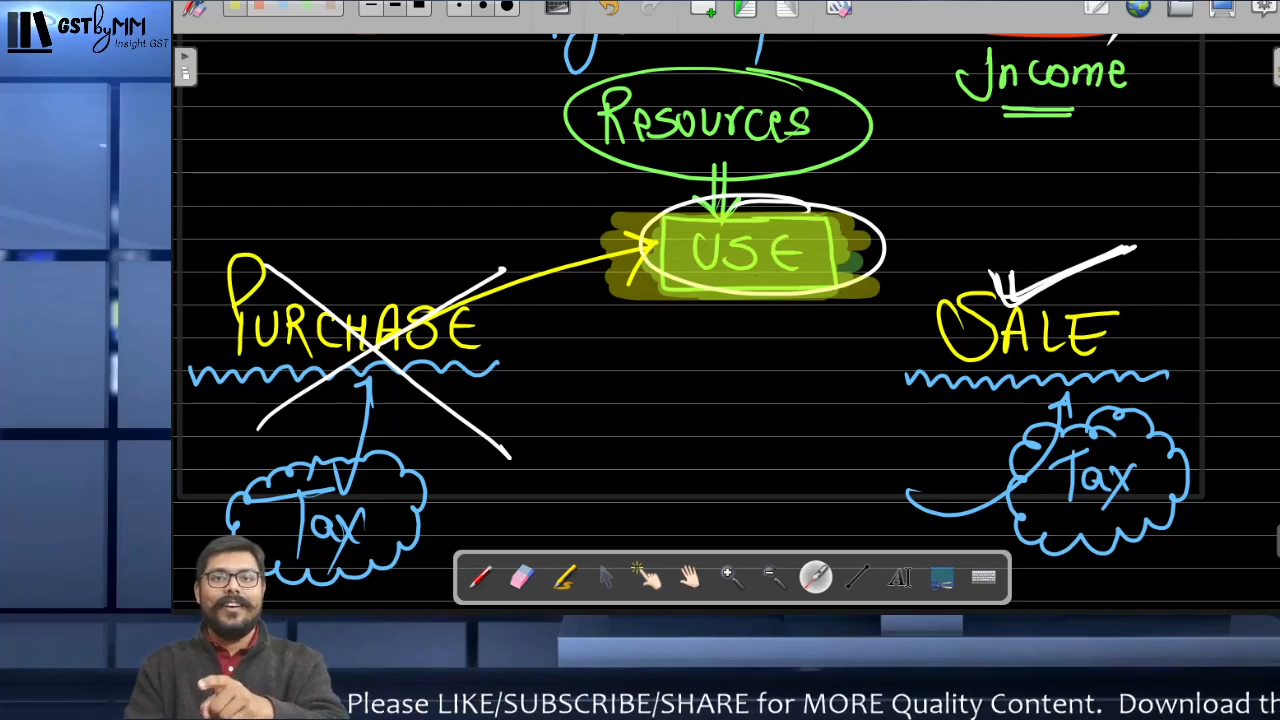 GSTbyMM
Insight GST
Income
Resources
USE
PURCHASE
SALE
Tax
Tax
AI
Please LIKE/SUBSCRIBE/SHARE for MORE Quality Content. Download th